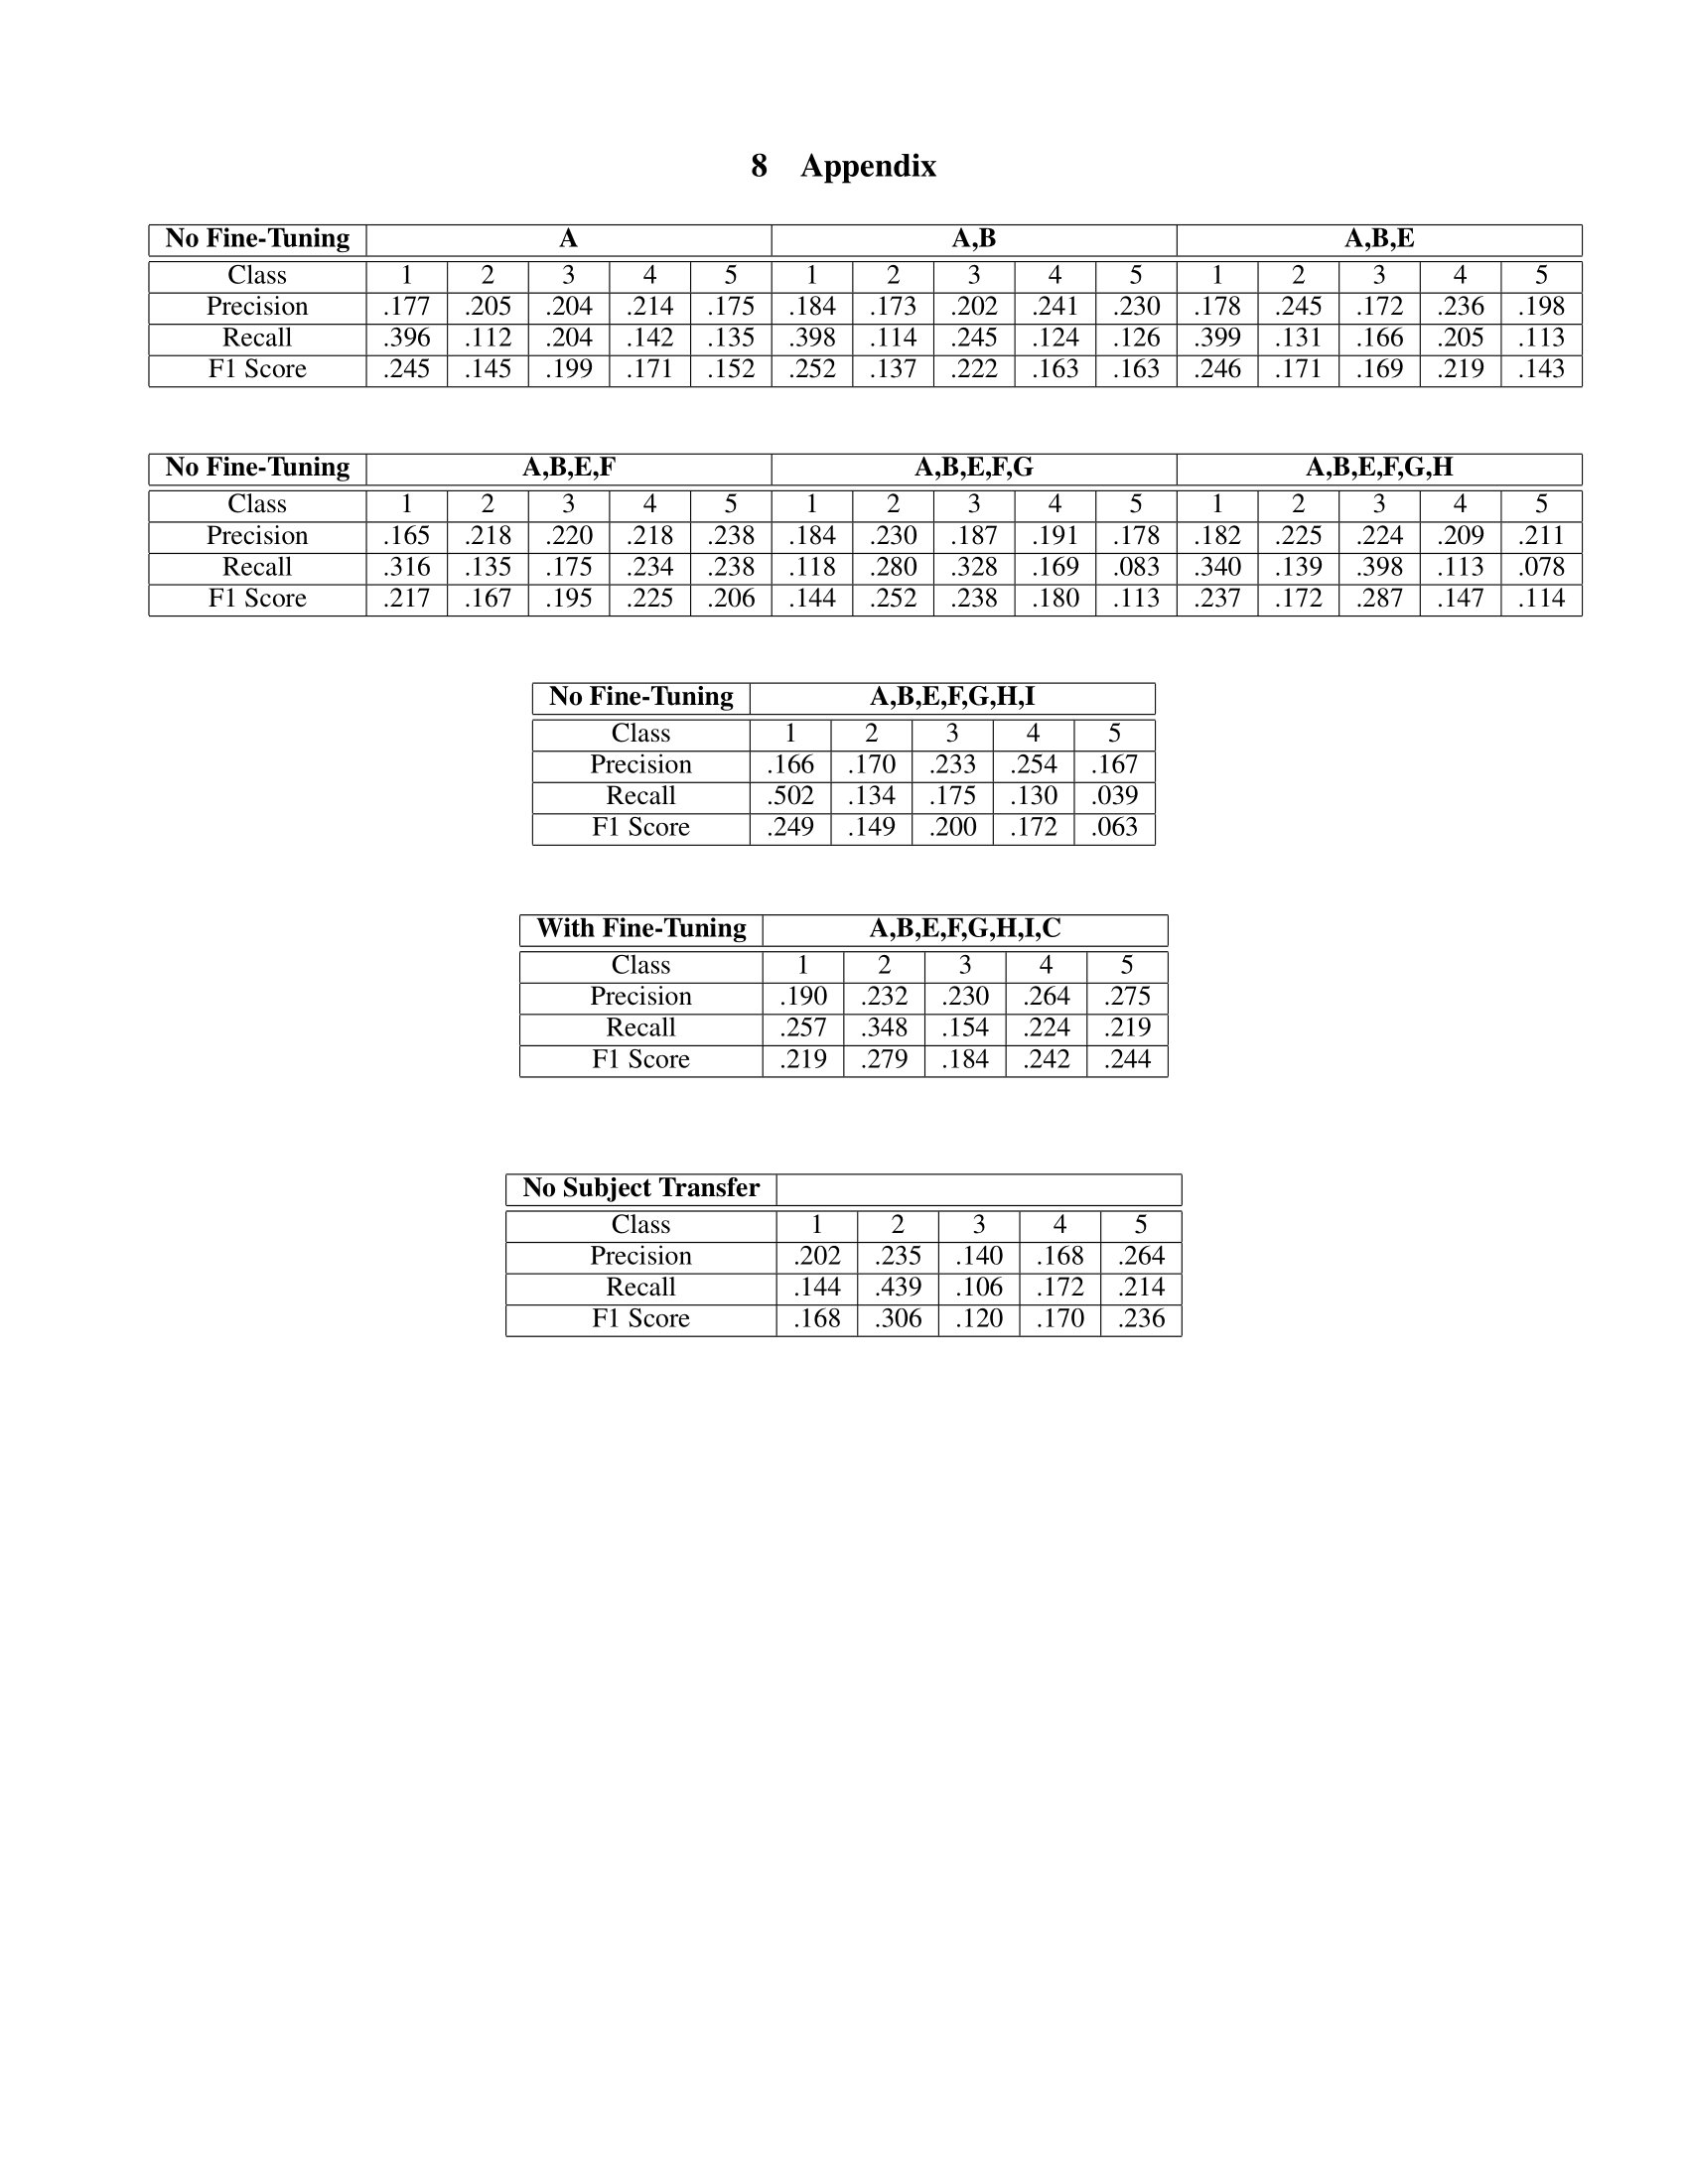 8 Appendix
No Fine-Tuning A A,B A,B,E
Class 1 2 3 4 5 1 2 3 4 5 1 2 3 4 5
Precision .177 .205 .204 .214 .175 .184 .173 .202 .241 .230 .178 .245 .172 .236 .198
Recall .396 .112 .204 .142 .135 .398 .114 .245 .124 .126 .399 .131 .166 .205 .113
F1 Score .245 .145 .199 .171 .152 .252 .137 .222 .163 .163 .246 .171 .169 .219 .143
No Fine-Tuning A,B,E,F A,B,E,F,G A,B,E,F,G,H
Class 1 2 3 4 5 1 2 3 4 5 1 2 3 4 5
Precision .165 .218 .220 .218 .238 .184 .230 .187 .191 .178 .182 .225 .224 .209 .211
Recall .316 .135 .175 .234 .238 .118 .280 .328 .169 .083 .340 .139 .398 .113 .078
F1 Score .217 .167 .195 .225 .206 .144 .252 .238 .180 .113 .237 .172 .287 .147 .114
No Fine-Tuning A,B,E,F,G,H,I
Class 1 2 3 4 5
Precision .166 .170 .233 .254 .167
Recall .502 .134 .175 .130 .039
F1 Score .249 .149 .200 .172 .063
With Fine-Tuning A,B,E,F,G,H,I,C
Class 1 2 3 4 5
Precision .190 .232 .230 .264 .275
Recall .257 .348 .154 .224 .219
F1 Score .219 .279 .184 .242 .244
No Subject Transfer
Class 1 2 3 4 5
Precision .202 .235 .140 .168 .264
Recall .144 .439 .106 .172 .214
F1 Score .168 .306 .120 .170 .236